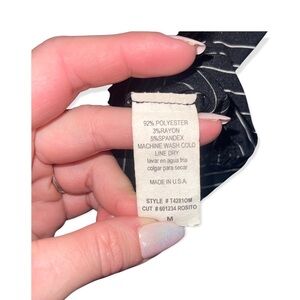 92% POLYESTER
3%RAYON
5%SPANDEX
MACHINE WASH COLD
LINE DRY
lavar en agua fria
colgar para secar
MADE IN U.S.A.
STYLE # T4281OM
CUT # 601234 ROSITO
M